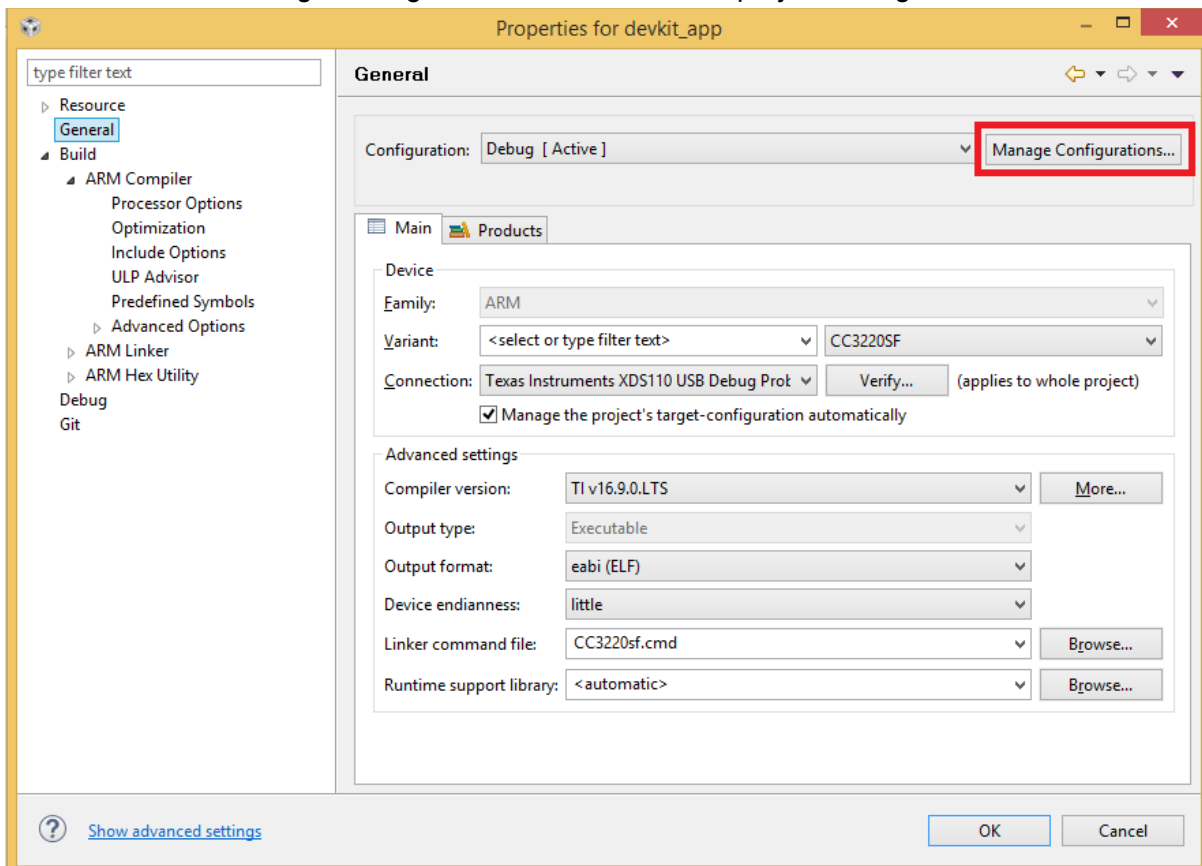 Properties for devkit_app
type filter text
General
Resource
General
Build
ARM Compiler
Processor Options
Optimization
Include Options
ULP Advisor
Predefined Symbols
Advanced Options
ARM Linker
ARM Hex Utility
Debug
Git
Configuration: Debug [ Active ] Manage Configurations...
Main Products
Device
Family: ARM
Variant: <select or type filter text> CC3220SF
Connection: Texas Instruments XDS110 USB Debug Prob Verify... (applies to whole project)
Manage the project's target-configuration automatically
Advanced settings
Compiler version: TI v16.9.0.LTS More...
Output type: Executable
Output format: eabi (ELF)
Device endianness: little
Linker command file: CC3220sf.cmd Browse...
Runtime support library: <automatic> Browse...
Show advanced settings OK Cancel